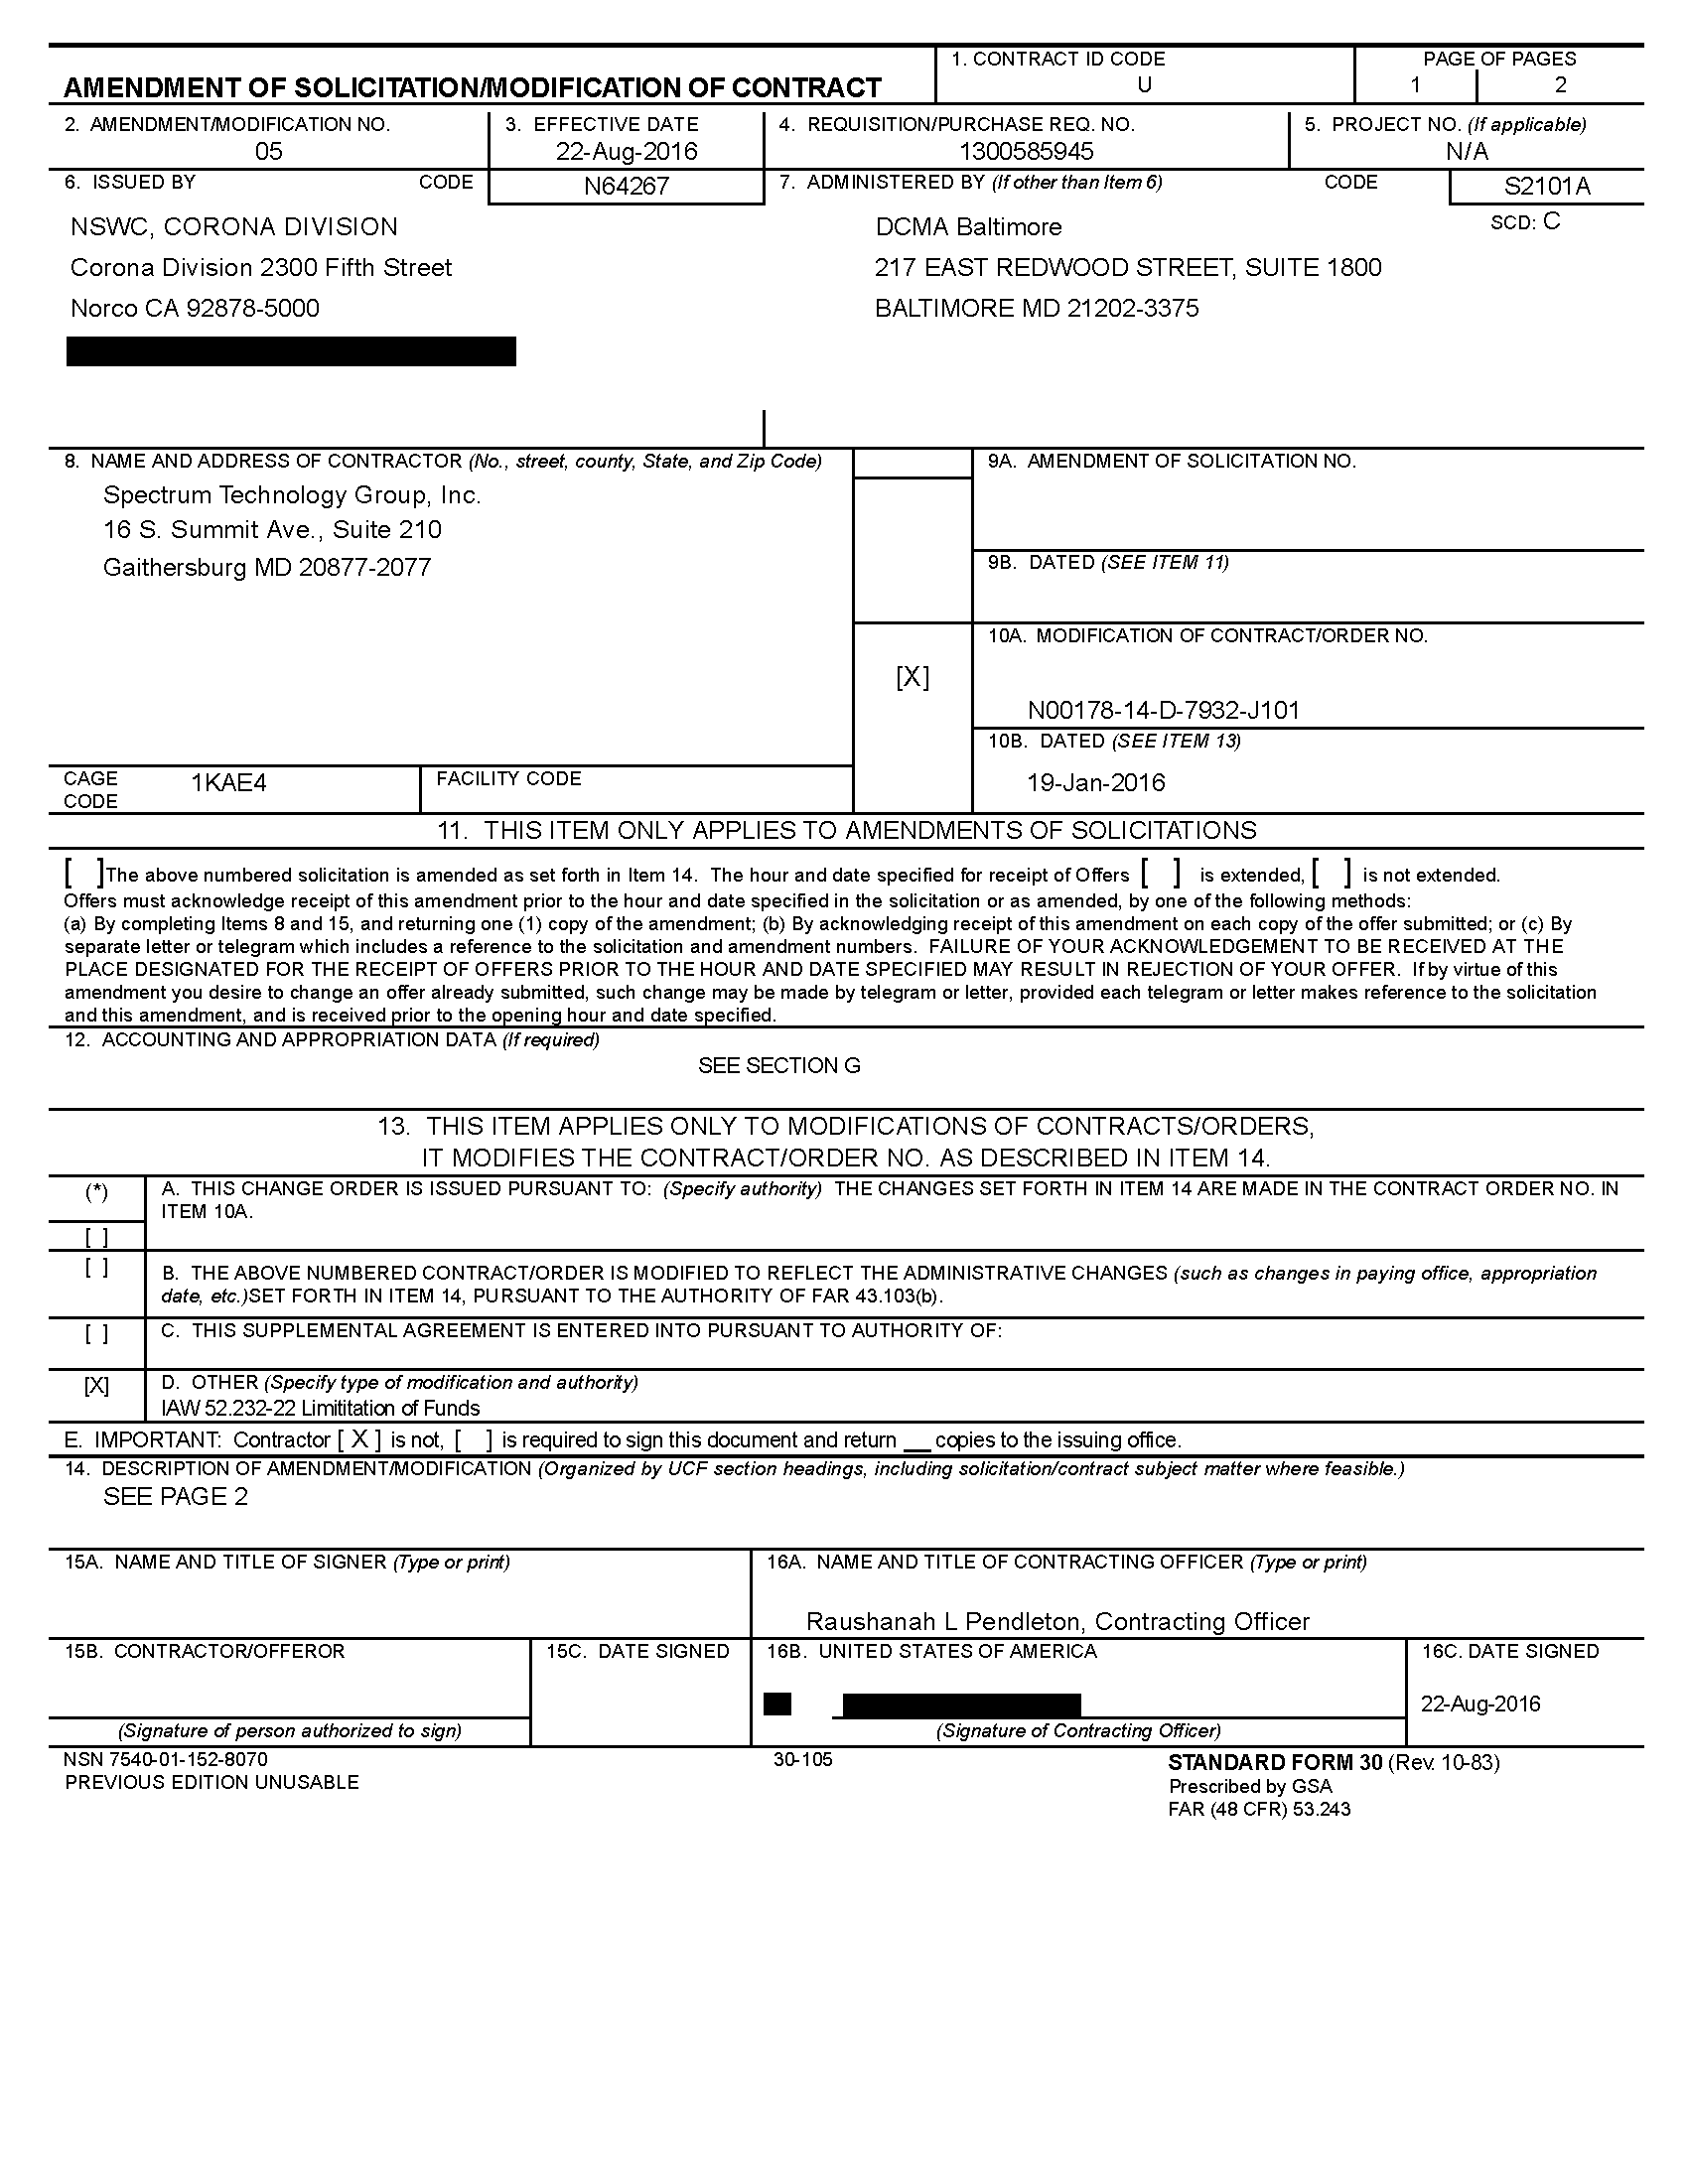 AMENDMENT OF SOLICITATION/MODIFICATION OF CONTRACT
1. CONTRACT ID CODE
U
PAGE OF PAGES
1 2
2. AMENDMENT/MODIFICATION NO.
05
3. EFFECTIVE DATE
22-Aug-2016
4. REQUISITION/PURCHASE REQ. NO.
1300585945
5. PROJECT NO. (If applicable)
N/A
6. ISSUED BY CODE N64267
NSWC, CORONA DIVISION
Corona Division 2300 Fifth Street
Norco CA 92878-5000
7. ADMINISTERED BY (If other than Item 6) CODE S2101A
SCD: C
DCMA Baltimore
217 EAST REDWOOD STREET, SUITE 1800
BALTIMORE MD 21202-3375
8. NAME AND ADDRESS OF CONTRACTOR (No., street, county, State, and Zip Code)
Spectrum Technology Group, Inc.
16 S. Summit Ave., Suite 210
Gaithersburg MD 20877-2077
CAGE CODE 1KAE4
FACILITY CODE
9A. AMENDMENT OF SOLICITATION NO.
9B. DATED (SEE ITEM 11)
[X]
10A. MODIFICATION OF CONTRACT/ORDER NO.
N00178-14-D-7932-J101
10B. DATED (SEE ITEM 13)
19-Jan-2016
11. THIS ITEM ONLY APPLIES TO AMENDMENTS OF SOLICITATIONS
[ ]The above numbered solicitation is amended as set forth in Item 14. The hour and date specified for receipt of Offers [ ] is extended, [ ] is not extended.
Offers must acknowledge receipt of this amendment prior to the hour and date specified in the solicitation or as amended, by one of the following methods:
(a) By completing Items 8 and 15, and returning one (1) copy of the amendment; (b) By acknowledging receipt of this amendment on each copy of the offer submitted; or (c) By
separate letter or telegram which includes a reference to the solicitation and amendment numbers. FAILURE OF YOUR ACKNOWLEDGEMENT TO BE RECEIVED AT THE
PLACE DESIGNATED FOR THE RECEIPT OF OFFERS PRIOR TO THE HOUR AND DATE SPECIFIED MAY RESULT IN REJECTION OF YOUR OFFER. If by virtue of this
amendment you desire to change an offer already submitted, such change may be made by telegram or letter, provided each telegram or letter makes reference to the solicitation
and this amendment, and is received prior to the opening hour and date specified.
12. ACCOUNTING AND APPROPRIATION DATA (If required)
SEE SECTION G
13. THIS ITEM APPLIES ONLY TO MODIFICATIONS OF CONTRACTS/ORDERS,
IT MODIFIES THE CONTRACT/ORDER NO. AS DESCRIBED IN ITEM 14.
(*) A. THIS CHANGE ORDER IS ISSUED PURSUANT TO: (Specify authority) THE CHANGES SET FORTH IN ITEM 14 ARE MADE IN THE CONTRACT ORDER NO. IN
ITEM 10A.
[ ]
[ ] B. THE ABOVE NUMBERED CONTRACT/ORDER IS MODIFIED TO REFLECT THE ADMINISTRATIVE CHANGES (such as changes in paying office, appropriation
date, etc.)SET FORTH IN ITEM 14, PURSUANT TO THE AUTHORITY OF FAR 43.103(b).
[ ] C. THIS SUPPLEMENTAL AGREEMENT IS ENTERED INTO PURSUANT TO AUTHORITY OF:
[X] D. OTHER (Specify type of modification and authority)
IAW 52.232-22 Limititation of Funds
E. IMPORTANT: Contractor [ X ] is not, [ ] is required to sign this document and return __ copies to the issuing office.
14. DESCRIPTION OF AMENDMENT/MODIFICATION (Organized by UCF section headings, including solicitation/contract subject matter where feasible.)
SEE PAGE 2
15A. NAME AND TITLE OF SIGNER (Type or print)
16A. NAME AND TITLE OF CONTRACTING OFFICER (Type or print)
Raushanah L Pendleton, Contracting Officer
15B. CONTRACTOR/OFFEROR
15C. DATE SIGNED
16B. UNITED STATES OF AMERICA
16C. DATE SIGNED
22-Aug-2016
(Signature of person authorized to sign)
(Signature of Contracting Officer)
NSN 7540-01-152-8070
PREVIOUS EDITION UNUSABLE
30-105
STANDARD FORM 30 (Rev. 10-83)
Prescribed by GSA
FAR (48 CFR) 53.243